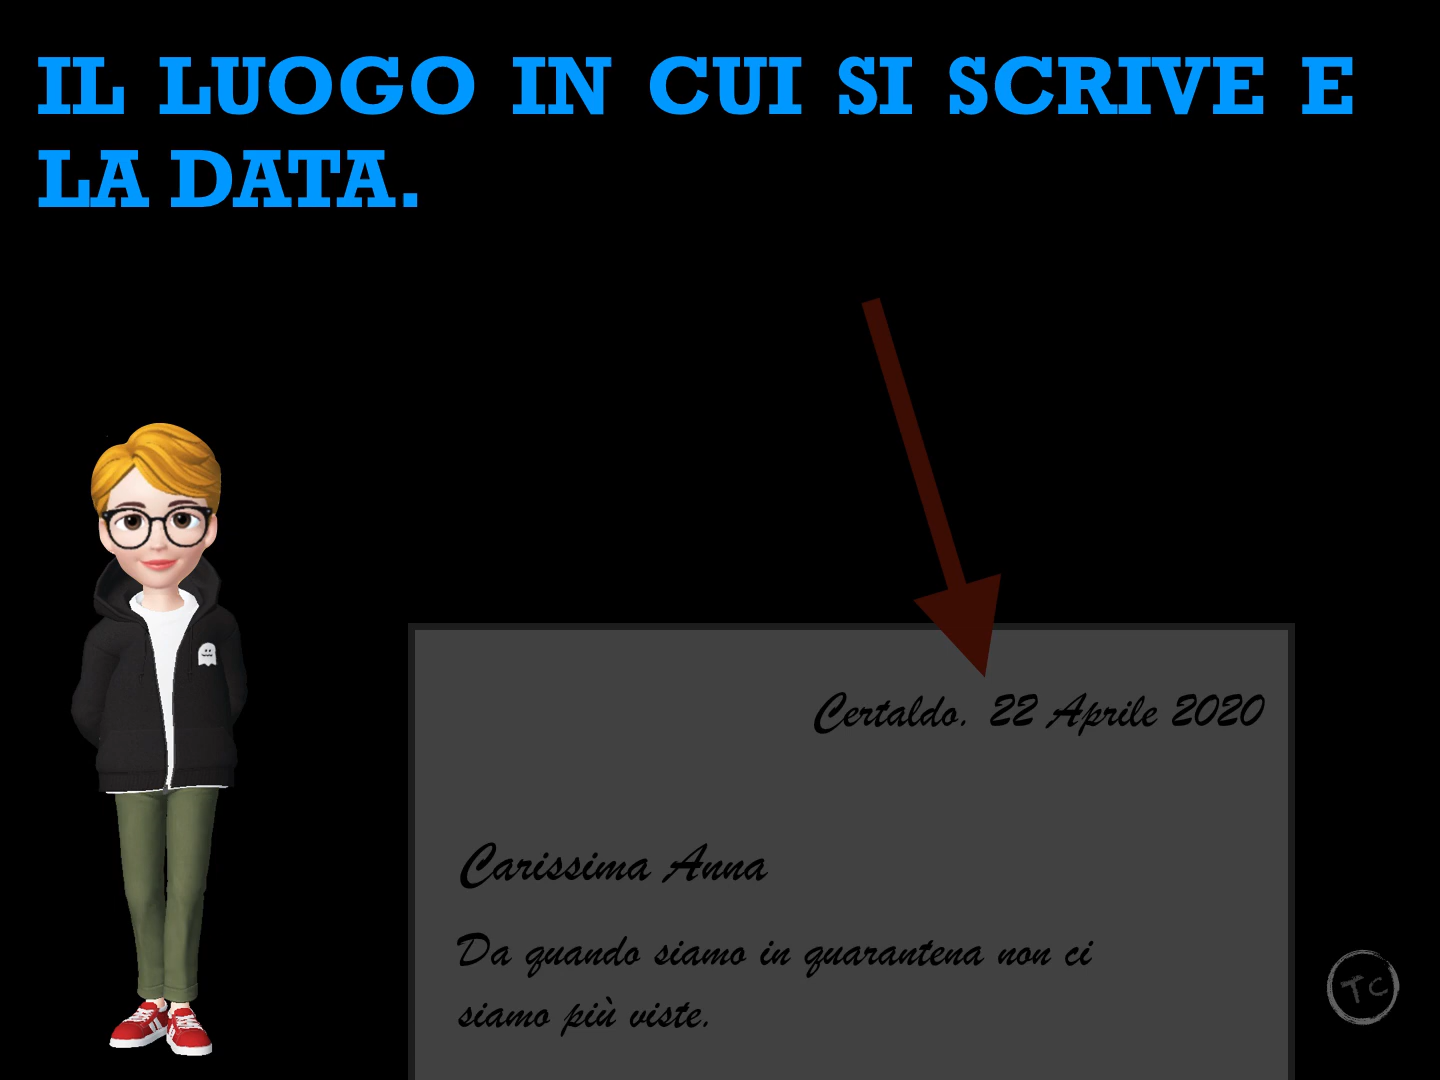 IL LUOGO IN CUI SI SCRIVE E
LA DATA.
Certaldo, 22 Aprile 2020
Carissima Anna
Da quando siamo in quarantena non ci
siamo più viste.
TC